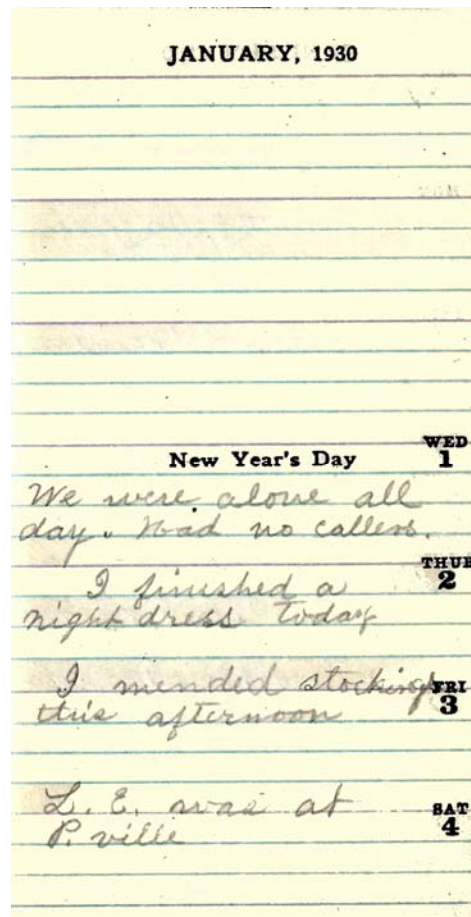 JANUARY, 1930
WED
New Year's Day 1
We were alone all
day. Had no callers.
THUR
I finished a 2
night dress today
I mended stockings FRI
this afternoon 3
L. E. was at SAT
P. ville 4